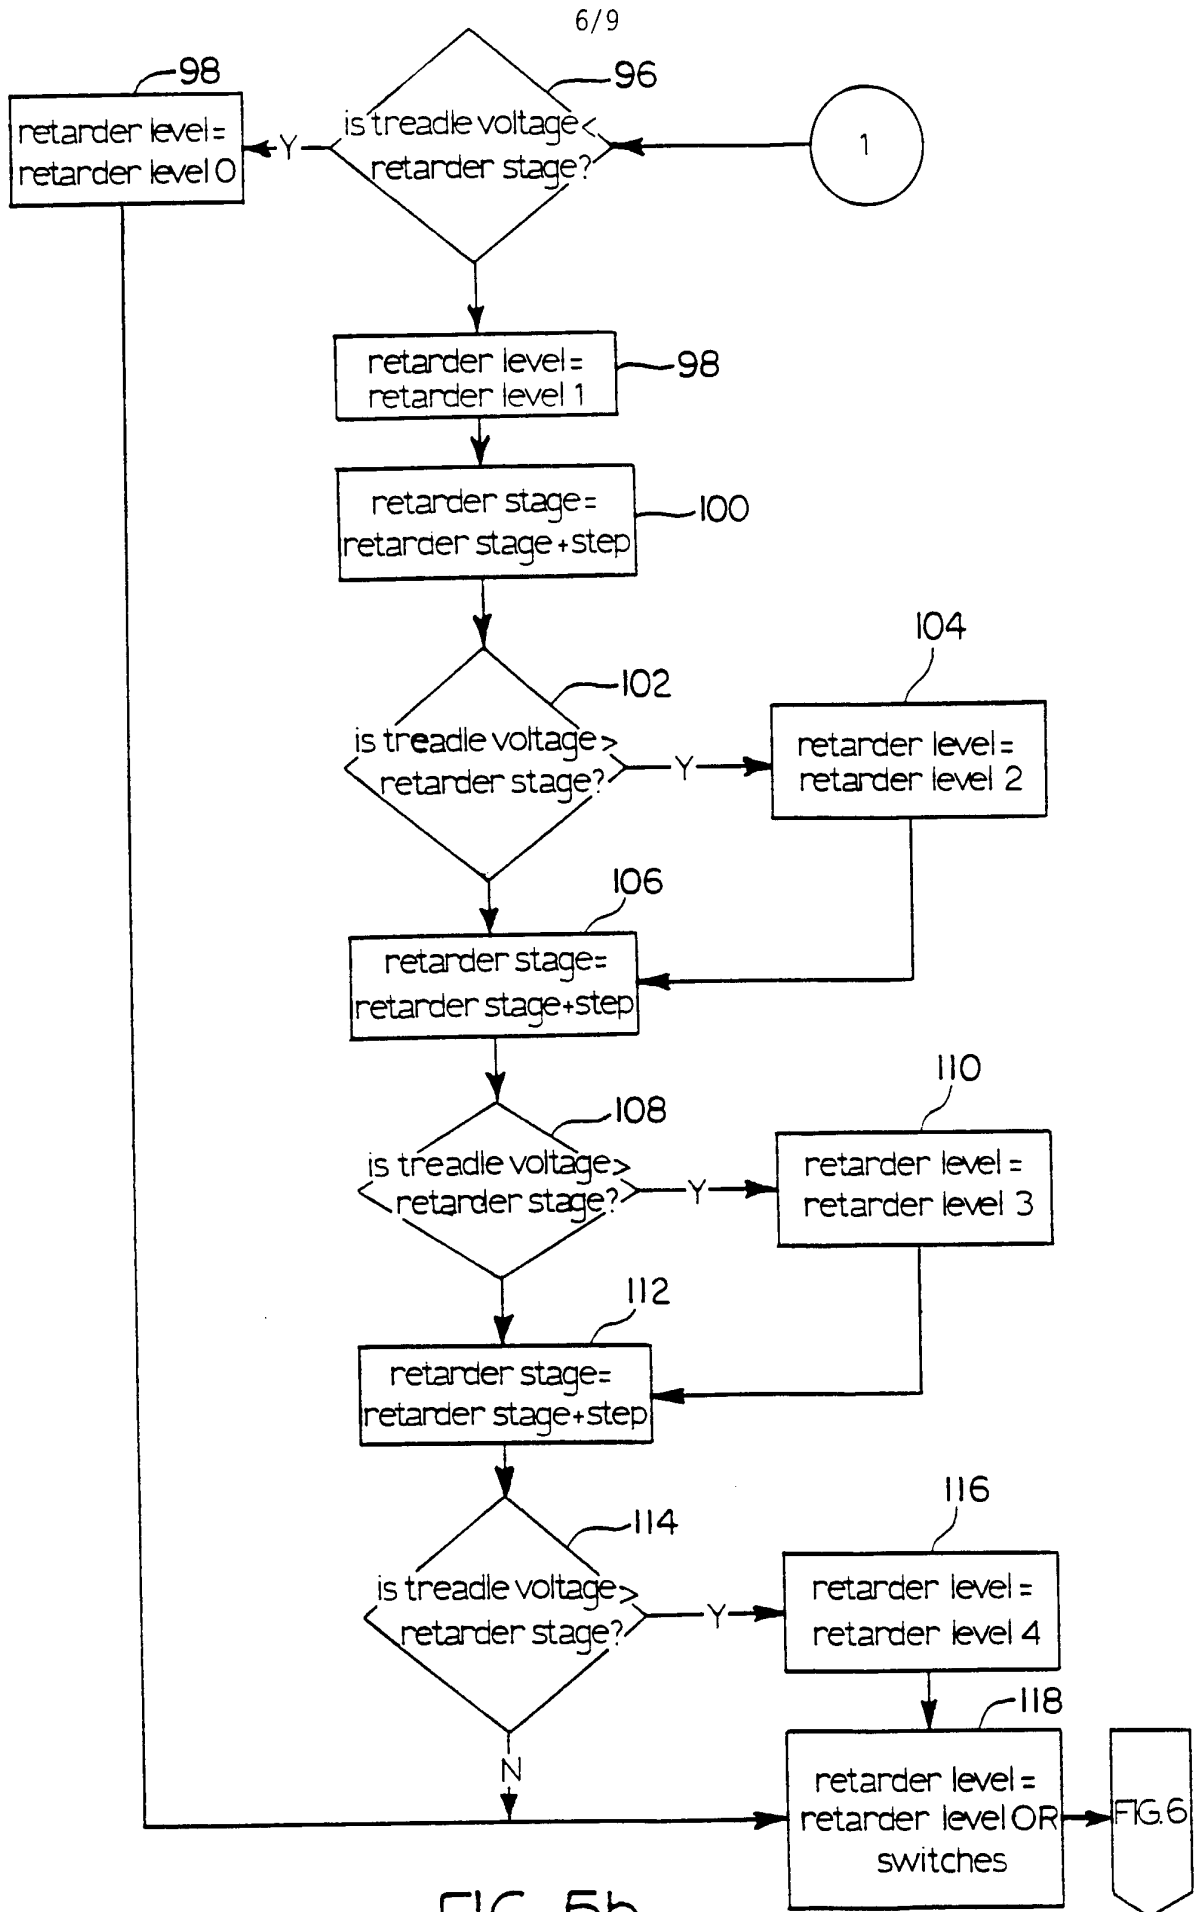 6/9
98
96
retarder level=
retarder level 0
Y
is treadle voltage<
retarder stage?
1
retarder level=
retarder level 1
98
retarder stage=
retarder stage+step
100
102
104
is treadle voltage>
retarder stage?
Y
retarder level=
retarder level 2
106
retarder stage=
retarder stage+step
108
110
is treadle voltage>
retarder stage?
Y
retarder level=
retarder level 3
112
retarder stage=
retarder stage+step
114
116
is treadle voltage>
retarder stage?
Y
retarder level=
retarder level 4
N
118
retarder level=
retarder level OR
switches
FIG.6
FIG. 5b